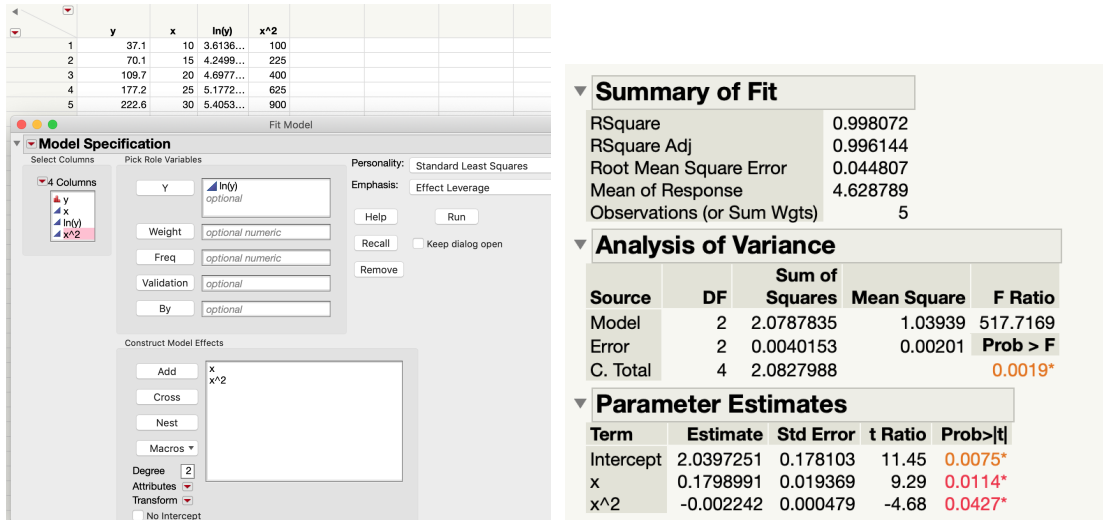 y x ln(y) x^2
1 37.1 10 3.6136... 100
2 70.1 15 4.2499... 225
3 109.7 20 4.6977... 400
4 177.2 25 5.1772... 625
5 222.6 30 5.4053... 900
Fit Model
Model Specification
Select Columns
4 Columns
y
x
ln(y)
x^2
Pick Role Variables
Y ln(y)
optional
Weight optional numeric
Freq optional numeric
Validation optional
By optional
Personality: Standard Least Squares
Emphasis: Effect Leverage
Help Run
Recall Keep dialog open
Remove
Construct Model Effects
Add x
x^2
Cross
Nest
Macros
Degree 2
Attributes
Transform
No Intercept
Summary of Fit
RSquare 0.998072
RSquare Adj 0.996144
Root Mean Square Error 0.044807
Mean of Response 4.628789
Observations (or Sum Wgts) 5
Analysis of Variance
Sum of
Source DF Squares Mean Square F Ratio
Model 2 2.0787835 1.03939 517.7169
Error 2 0.0040153 0.00201 Prob > F
C. Total 4 2.0827988 0.0019*
Parameter Estimates
Term Estimate Std Error t Ratio Prob>|t|
Intercept 2.0397251 0.178103 11.45 0.0075*
x 0.1798991 0.019369 9.29 0.0114*
x^2 -0.002242 0.000479 -4.68 0.0427*